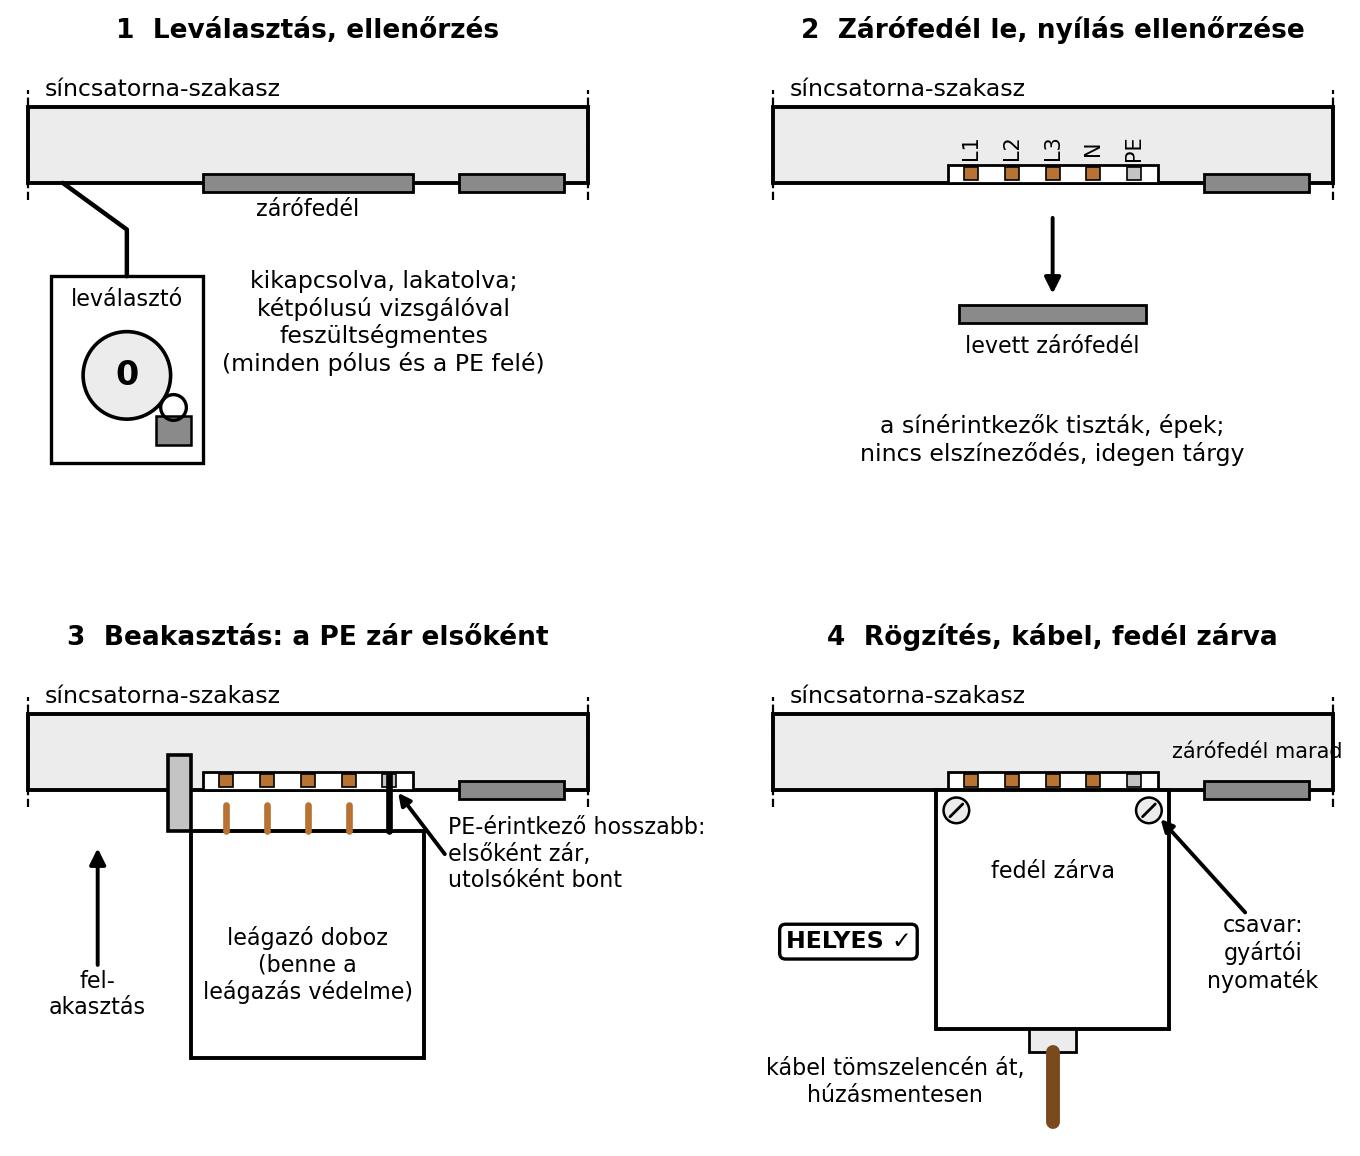 1  Leválasztás, ellenőrzés
síncsatorna-szakasz
zárófedél
leválasztó
0
kikapcsolva, lakatolva;
kétpólusú vizsgálóval
feszültségmentes
(minden pólus és a PE felé)
2  Zárófedél le, nyílás ellenőrzése
síncsatorna-szakasz
L1
L2
L3
N
PE
levett zárófedél
a sínérintkezők tiszták, épek;
nincs elszíneződés, idegen tárgy
3  Beakasztás: a PE zár elsőként
síncsatorna-szakasz
PE-érintkező hosszabb:
elsőként zár,
utolsóként bont
leágazó doboz
(benne a
leágazás védelme)
fel-
akasztás
4  Rögzítés, kábel, fedél zárva
síncsatorna-szakasz
zárófedél marad
fedél zárva
HELYES ✓
csavar:
gyártói
nyomaték
kábel tömszelencén át,
húzásmentesen